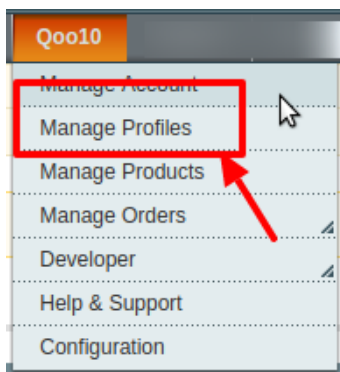 Qoo10
Manage Account
Manage Profiles
Manage Products
Manage Orders
Developer
Help & Support
Configuration